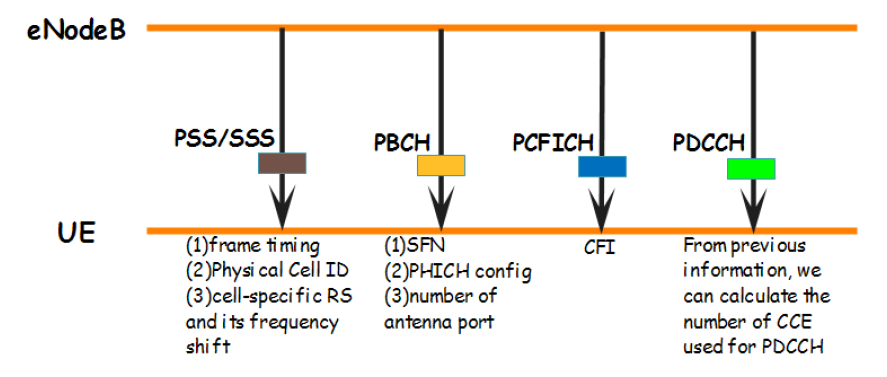 eNodeB
PSS/SSS
PBCH
PCFICH
PDCCH
UE
(1)frame timing
(2)Physical Cell ID
(3)cell-specific RS
and its frequency
shift
(1)SFN
(2)PHICH config
(3)number of
antenna port
CFI
From previous
information, we
can calculate the
number of CCE
used for PDCCH